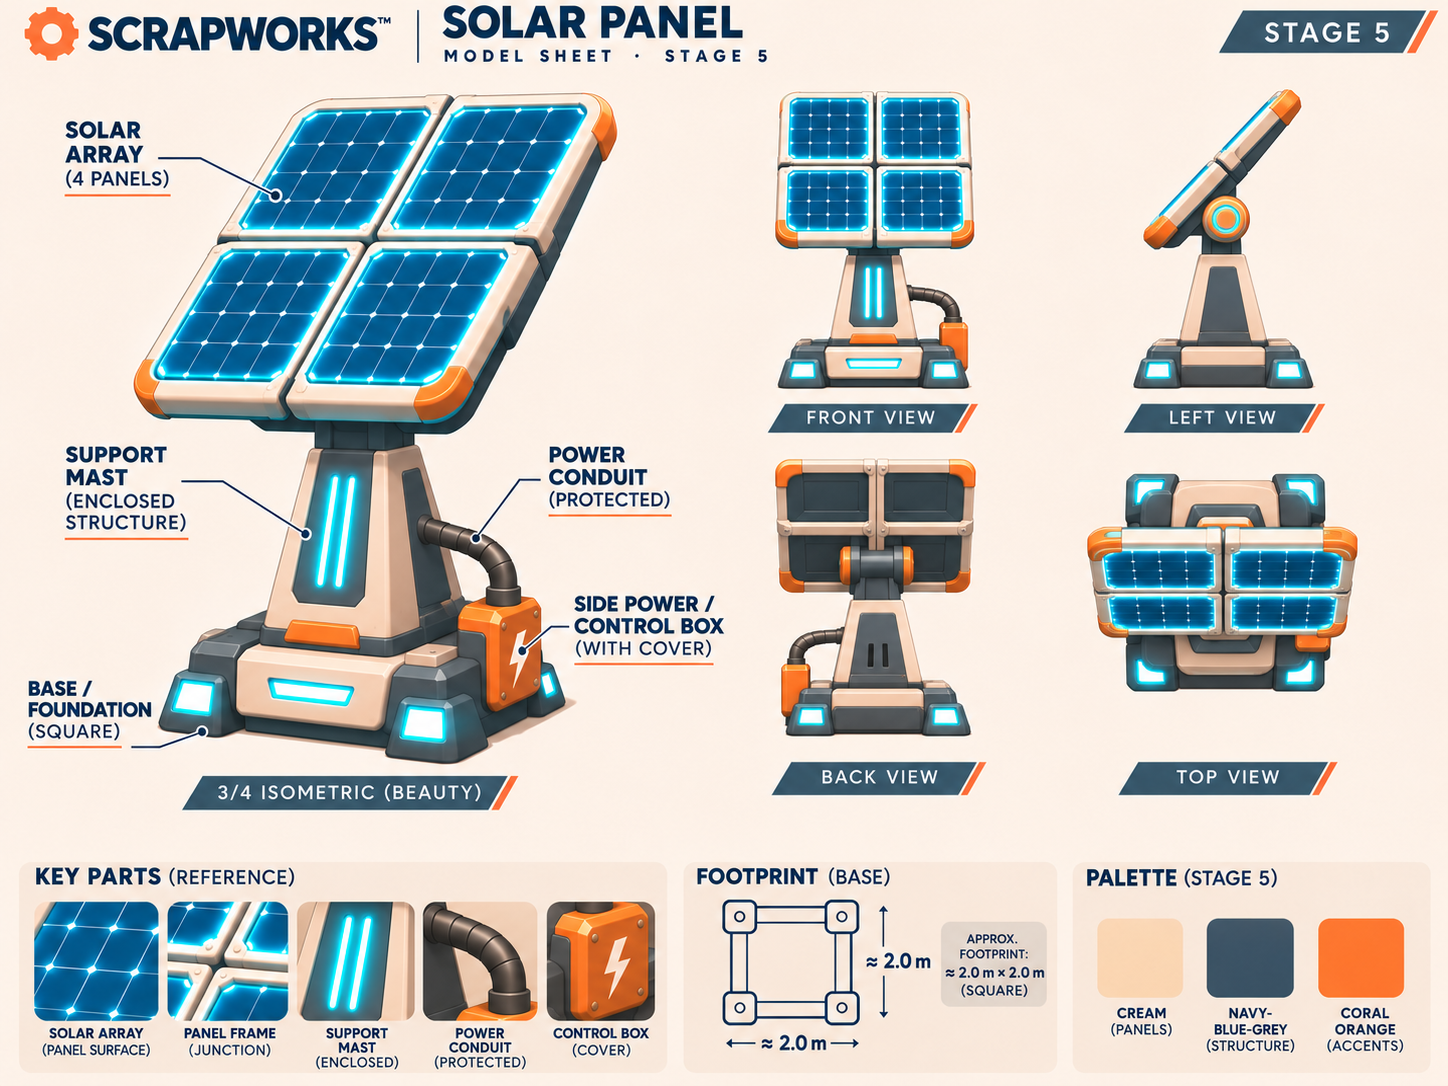 SCRAPWORKS™
SOLAR PANEL
MODEL SHEET · STAGE 5
STAGE 5
SOLAR
ARRAY
(4 PANELS)
SUPPORT
MAST
(ENCLOSED
STRUCTURE)
POWER
CONDUIT
(PROTECTED)
SIDE POWER /
CONTROL BOX
(WITH COVER)
BASE /
FOUNDATION
(SQUARE)
3/4 ISOMETRIC (BEAUTY)
FRONT VIEW
LEFT VIEW
BACK VIEW
TOP VIEW
KEY PARTS (REFERENCE)
SOLAR ARRAY
(PANEL SURFACE)
PANEL FRAME
(JUNCTION)
SUPPORT
MAST
(ENCLOSED)
POWER
CONDUIT
(PROTECTED)
CONTROL BOX
(COVER)
FOOTPRINT (BASE)
≈ 2.0 m
≈ 2.0 m
APPROX.
FOOTPRINT:
≈ 2.0 m × 2.0 m
(SQUARE)
PALETTE (STAGE 5)
CREAM
(PANELS)
NAVY-
BLUE-GREY
(STRUCTURE)
CORAL
ORANGE
(ACCENTS)